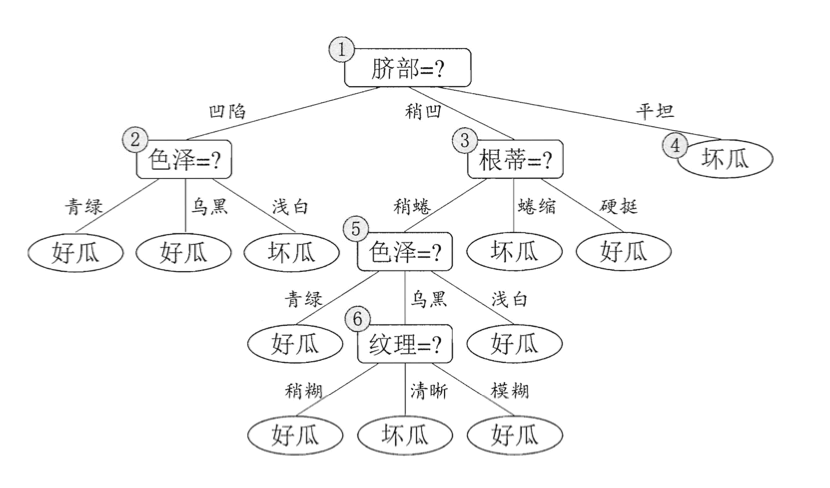 ① 脐部=?
凹陷 稍凹 平坦
② 色泽=? ③ 根蒂=? ④ 坏瓜
青绿 乌黑 浅白 稍蜷 蜷缩 硬挺
好瓜 好瓜 坏瓜 ⑤ 色泽=? 坏瓜 好瓜
青绿 乌黑 浅白
好瓜 ⑥ 纹理=? 好瓜
稍糊 清晰 模糊
好瓜 坏瓜 好瓜